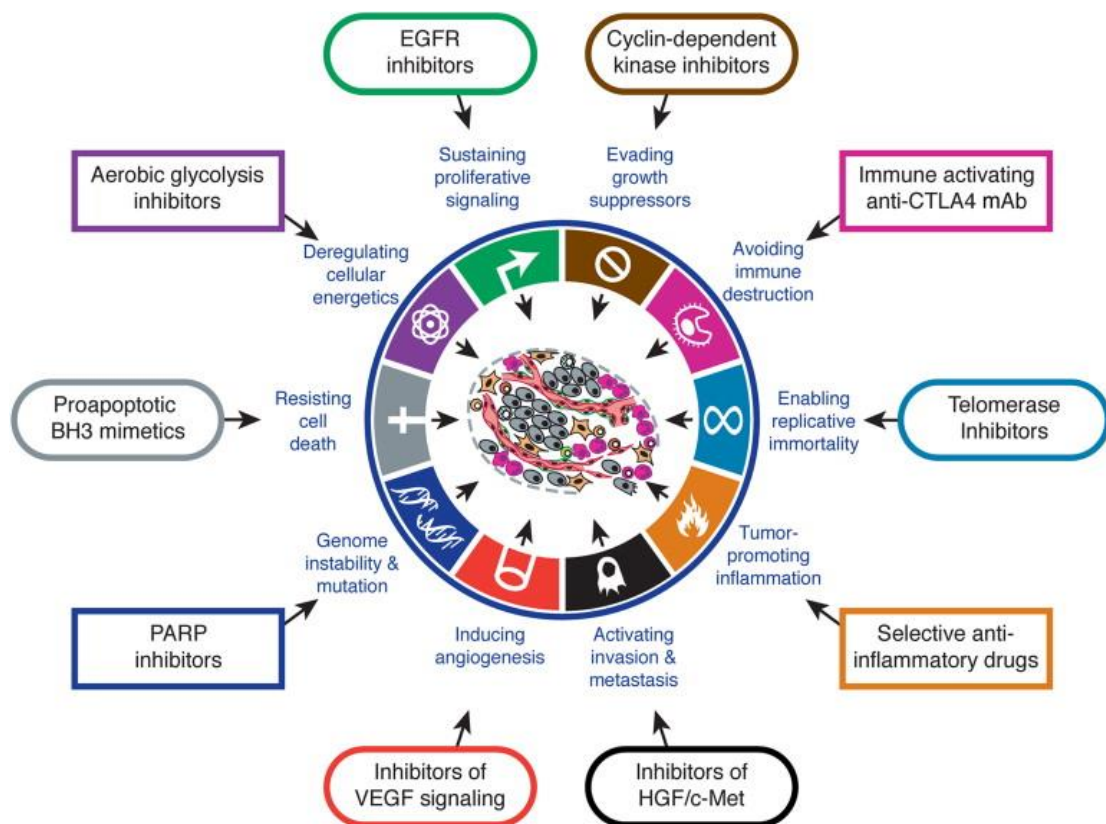 EGFR
inhibitors
Cyclin-dependent
kinase inhibitors
Sustaining
proliferative
signaling
Evading
growth
suppressors
Aerobic glycolysis
inhibitors
Immune activating
anti-CTLA4 mAb
Deregulating
cellular
energetics
Avoiding
immune
destruction
Proapoptotic
BH3 mimetics
Resisting
cell
death
Enabling
replicative
immortality
Telomerase
Inhibitors
Genome
instability &
mutation
Tumor-
promoting
inflammation
PARP
inhibitors
Inducing
angiogenesis
Activating
invasion &
metastasis
Selective anti-
inflammatory drugs
Inhibitors of
VEGF signaling
Inhibitors of
HGF/c-Met